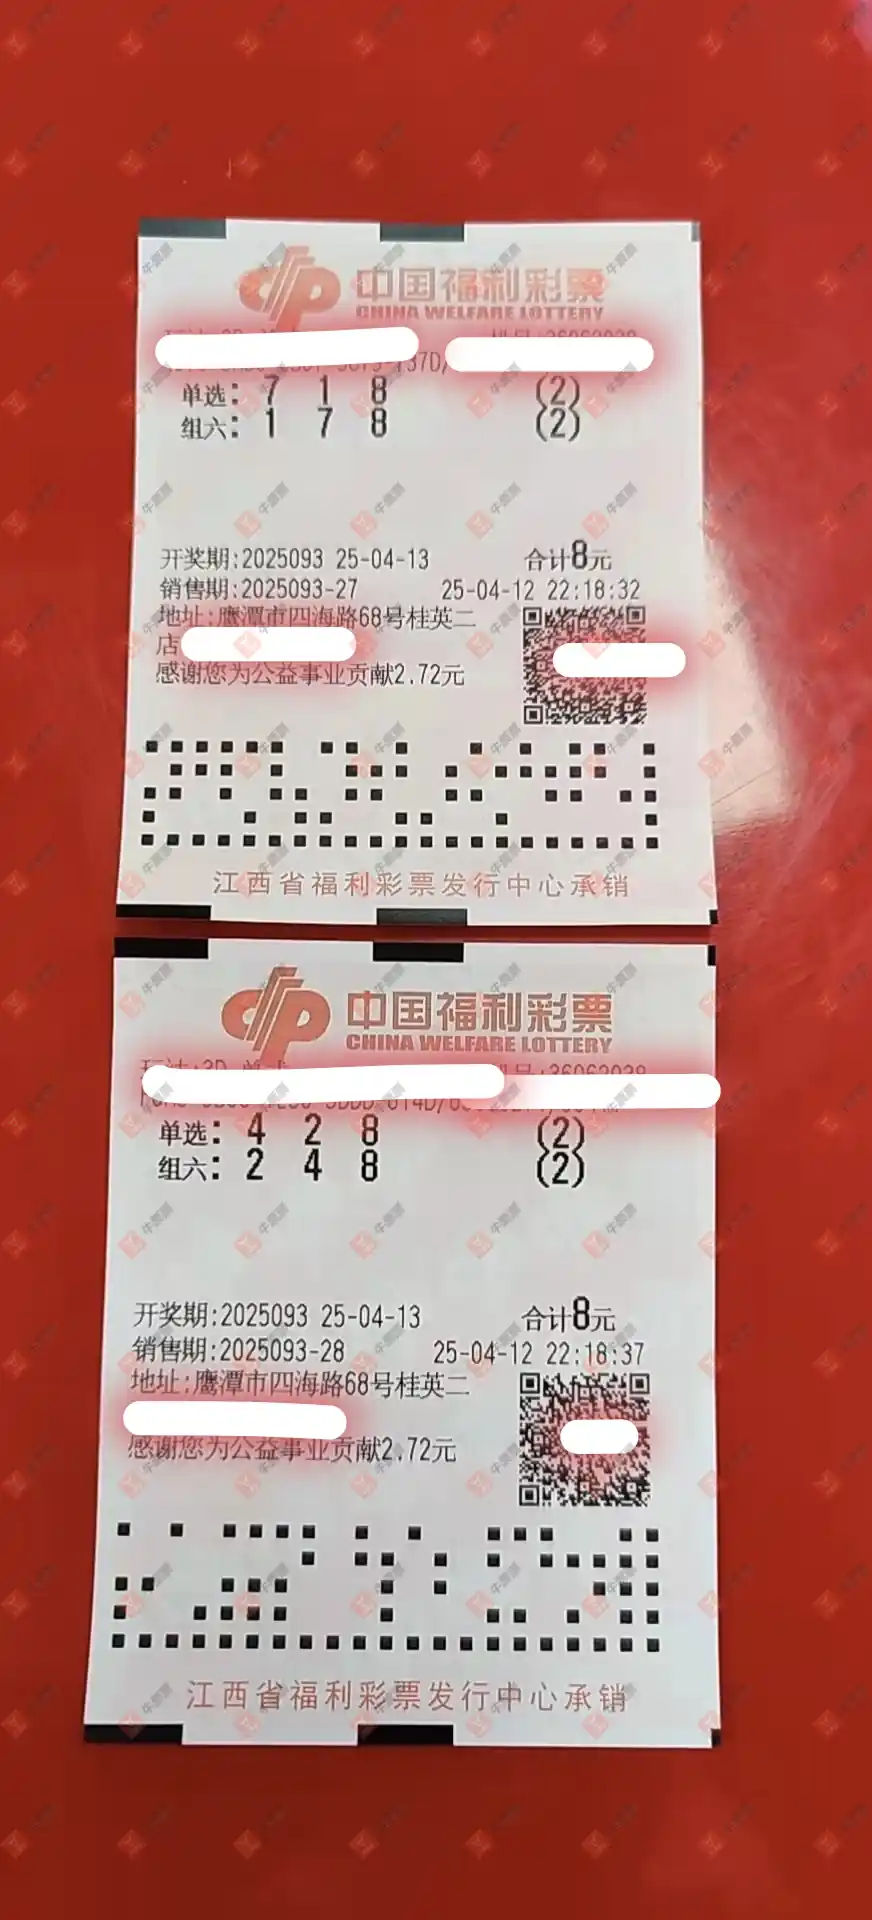 中国福利彩票
CHINA WELFARE LOTTERY
单选: 7 1 8 (2)
组六: 1 7 8 (2)
开奖期:2025093 25-04-13 合计8元
销售期:2025093-27 25-04-12 22:18:32
地址:鹰潭市四海路68号桂英二
店
感谢您为公益事业贡献2.72元
江西省福利彩票发行中心承销
中国福利彩票
CHINA WELFARE LOTTERY
单选: 4 2 8 (2)
组六: 2 4 8 (2)
开奖期:2025093 25-04-13 合计8元
销售期:2025093-28 25-04-12 22:18:37
地址:鹰潭市四海路68号桂英二
感谢您为公益事业贡献2.72元
江西省福利彩票发行中心承销